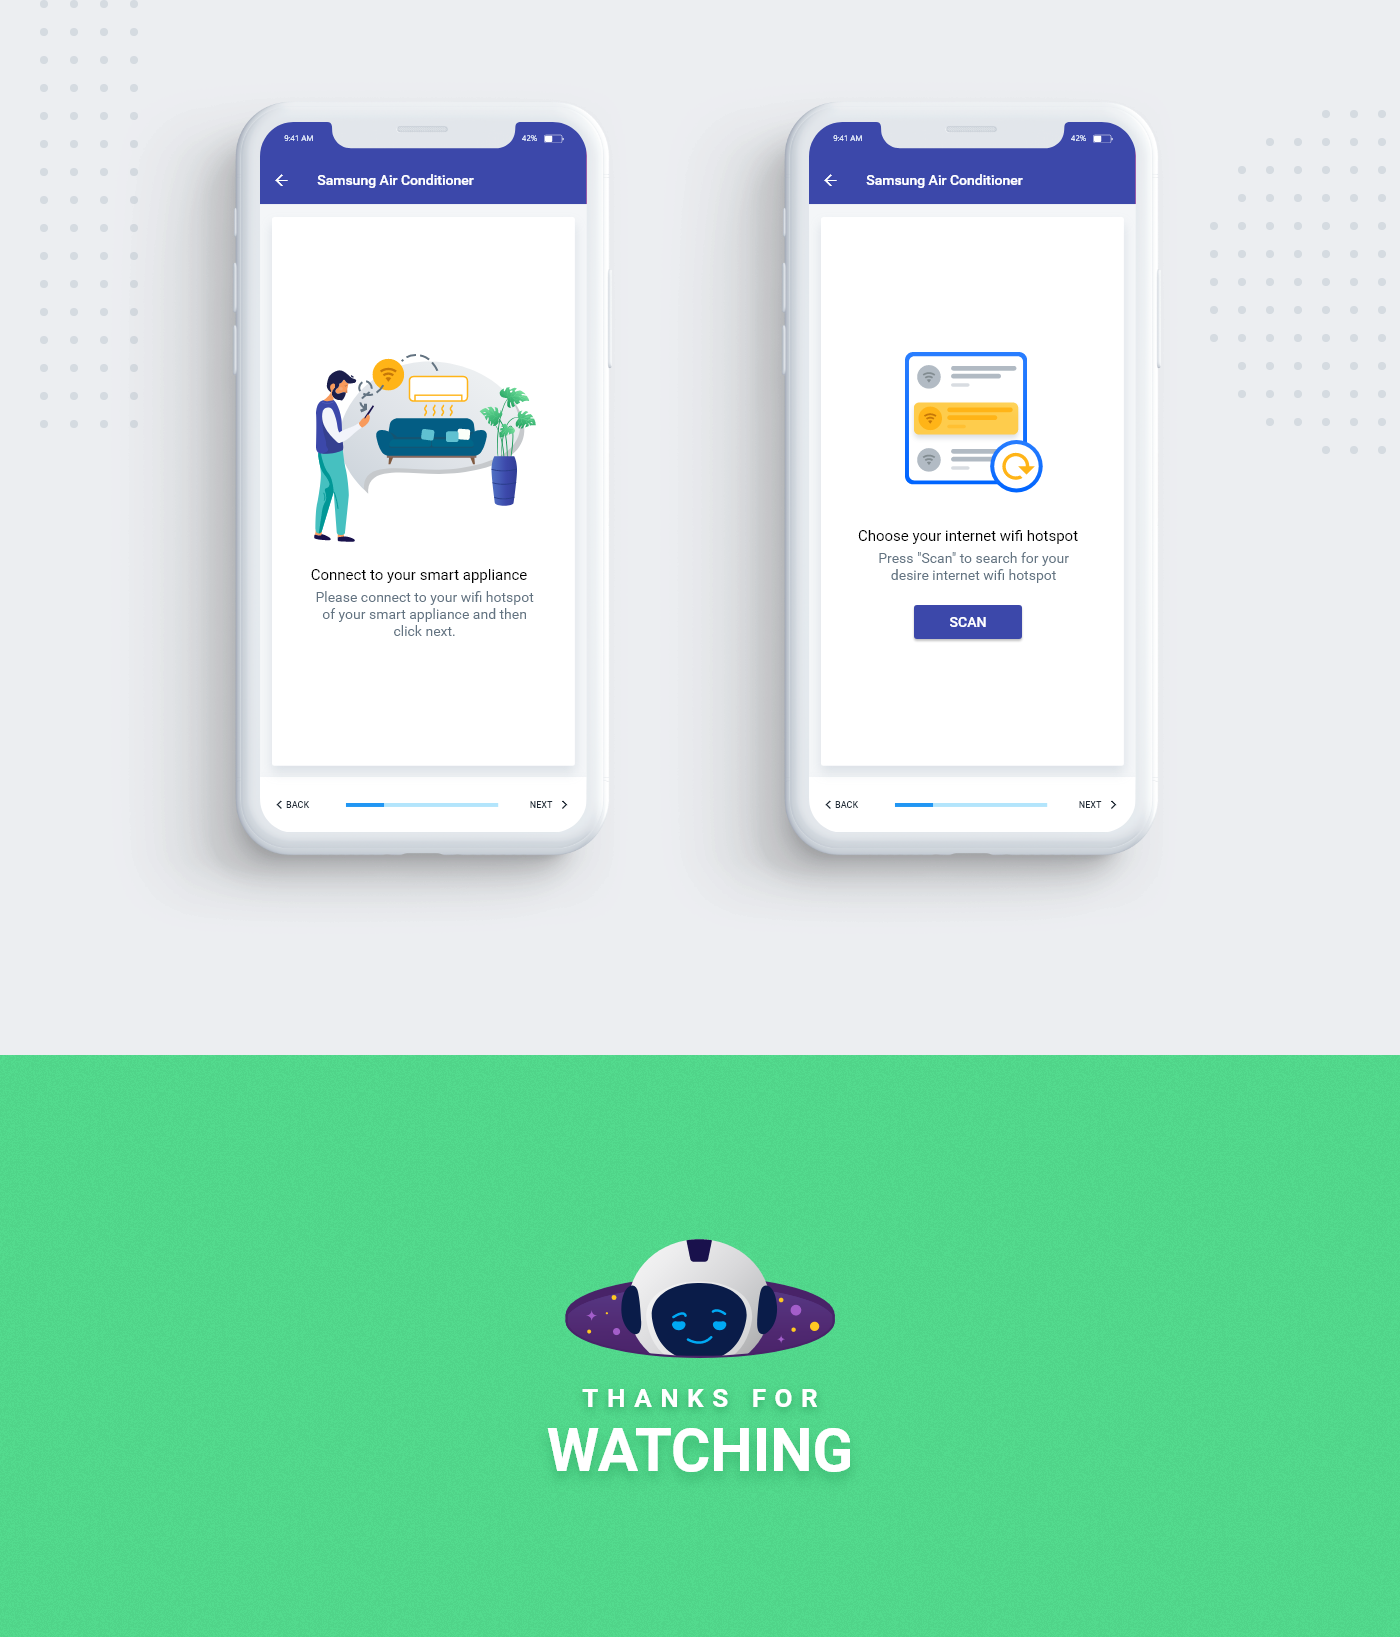 9:41 AM 42%
Samsung Air Conditioner
Connect to your smart appliance
Please connect to your wifi hotspot
of your smart appliance and then
click next.
BACK NEXT
9:41 AM 42%
Samsung Air Conditioner
Choose your internet wifi hotspot
Press "Scan" to search for your
desire internet wifi hotspot
SCAN
BACK NEXT
THANKS FOR
WATCHING